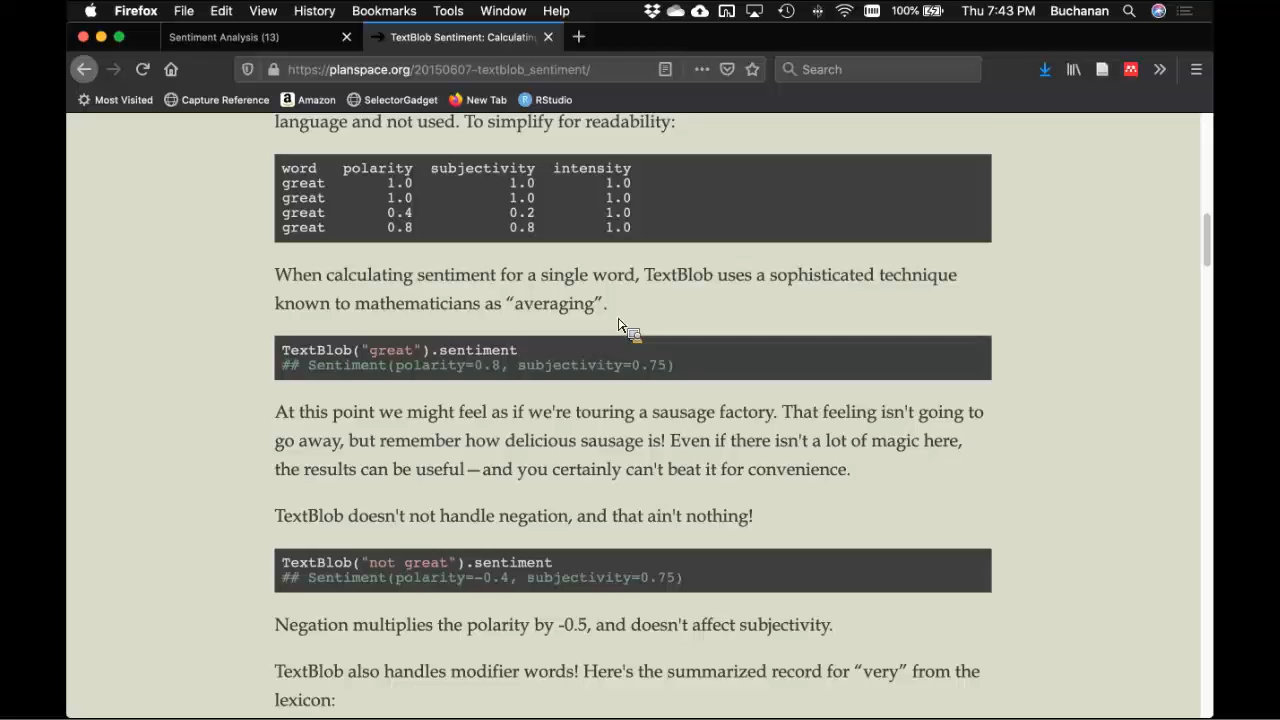 Firefox File Edit View History Bookmarks Tools Window Help 100% Thu 7:43 PM Buchanan
Sentiment Analysis (13) TextBlob Sentiment: Calculatin
https://planspace.org/20150607-textblob_sentiment/ Search
Most Visited Capture Reference Amazon SelectorGadget New Tab RStudio
language and not used. To simplify for readability:
word polarity subjectivity intensity
great 1.0 1.0 1.0
great 1.0 1.0 1.0
great 0.4 0.2 1.0
great 0.8 0.8 1.0
When calculating sentiment for a single word, TextBlob uses a sophisticated technique
known to mathematicians as “averaging”.
TextBlob("great").sentiment
## Sentiment(polarity=0.8, subjectivity=0.75)
At this point we might feel as if we're touring a sausage factory. That feeling isn't going to
go away, but remember how delicious sausage is! Even if there isn't a lot of magic here,
the results can be useful—and you certainly can't beat it for convenience.
TextBlob doesn't not handle negation, and that ain't nothing!
TextBlob("not great").sentiment
## Sentiment(polarity=-0.4, subjectivity=0.75)
Negation multiplies the polarity by -0.5, and doesn't affect subjectivity.
TextBlob also handles modifier words! Here's the summarized record for “very” from the
lexicon: